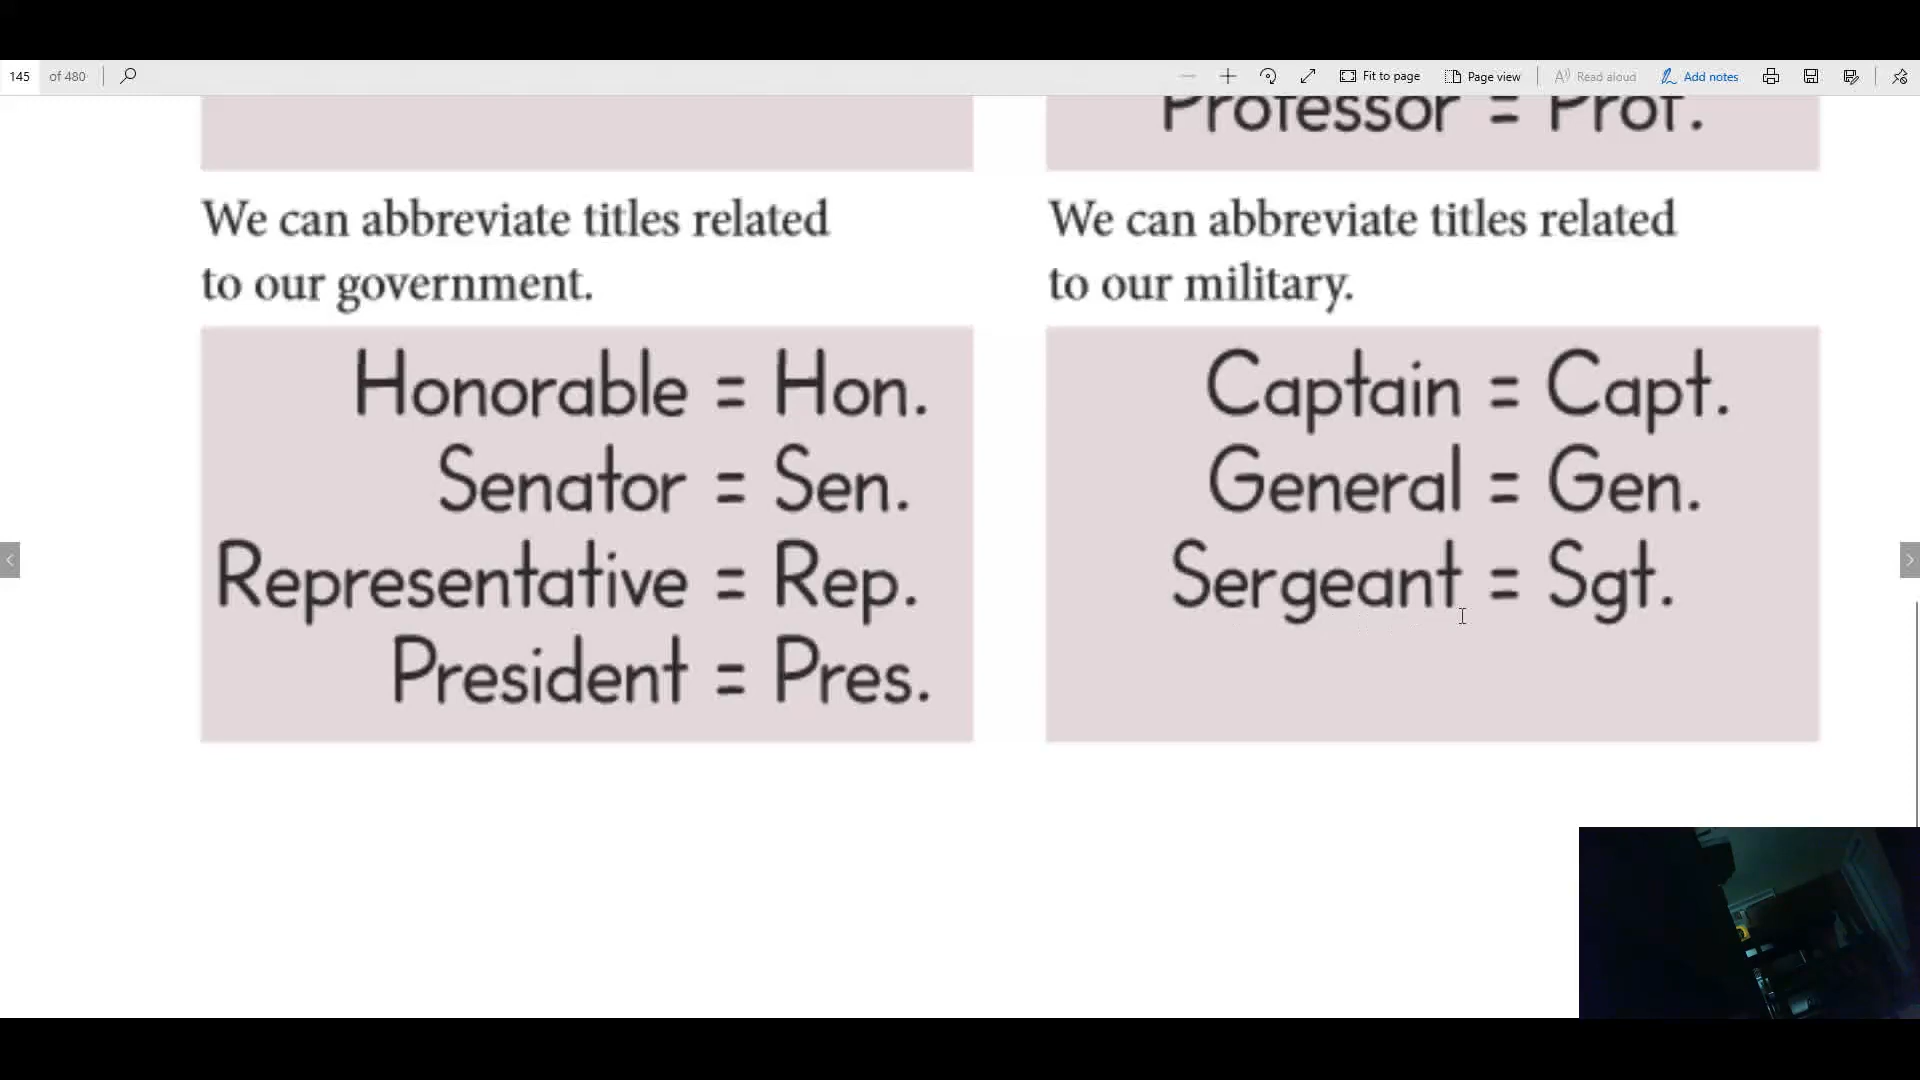 145 of 480
Fit to page
Page view
Read aloud
Add notes
Professor = Prof.
We can abbreviate titles related
to our government.
Honorable = Hon.
Senator = Sen.
Representative = Rep.
President = Pres.
We can abbreviate titles related
to our military.
Captain = Capt.
General = Gen.
Sergeant = Sgt.